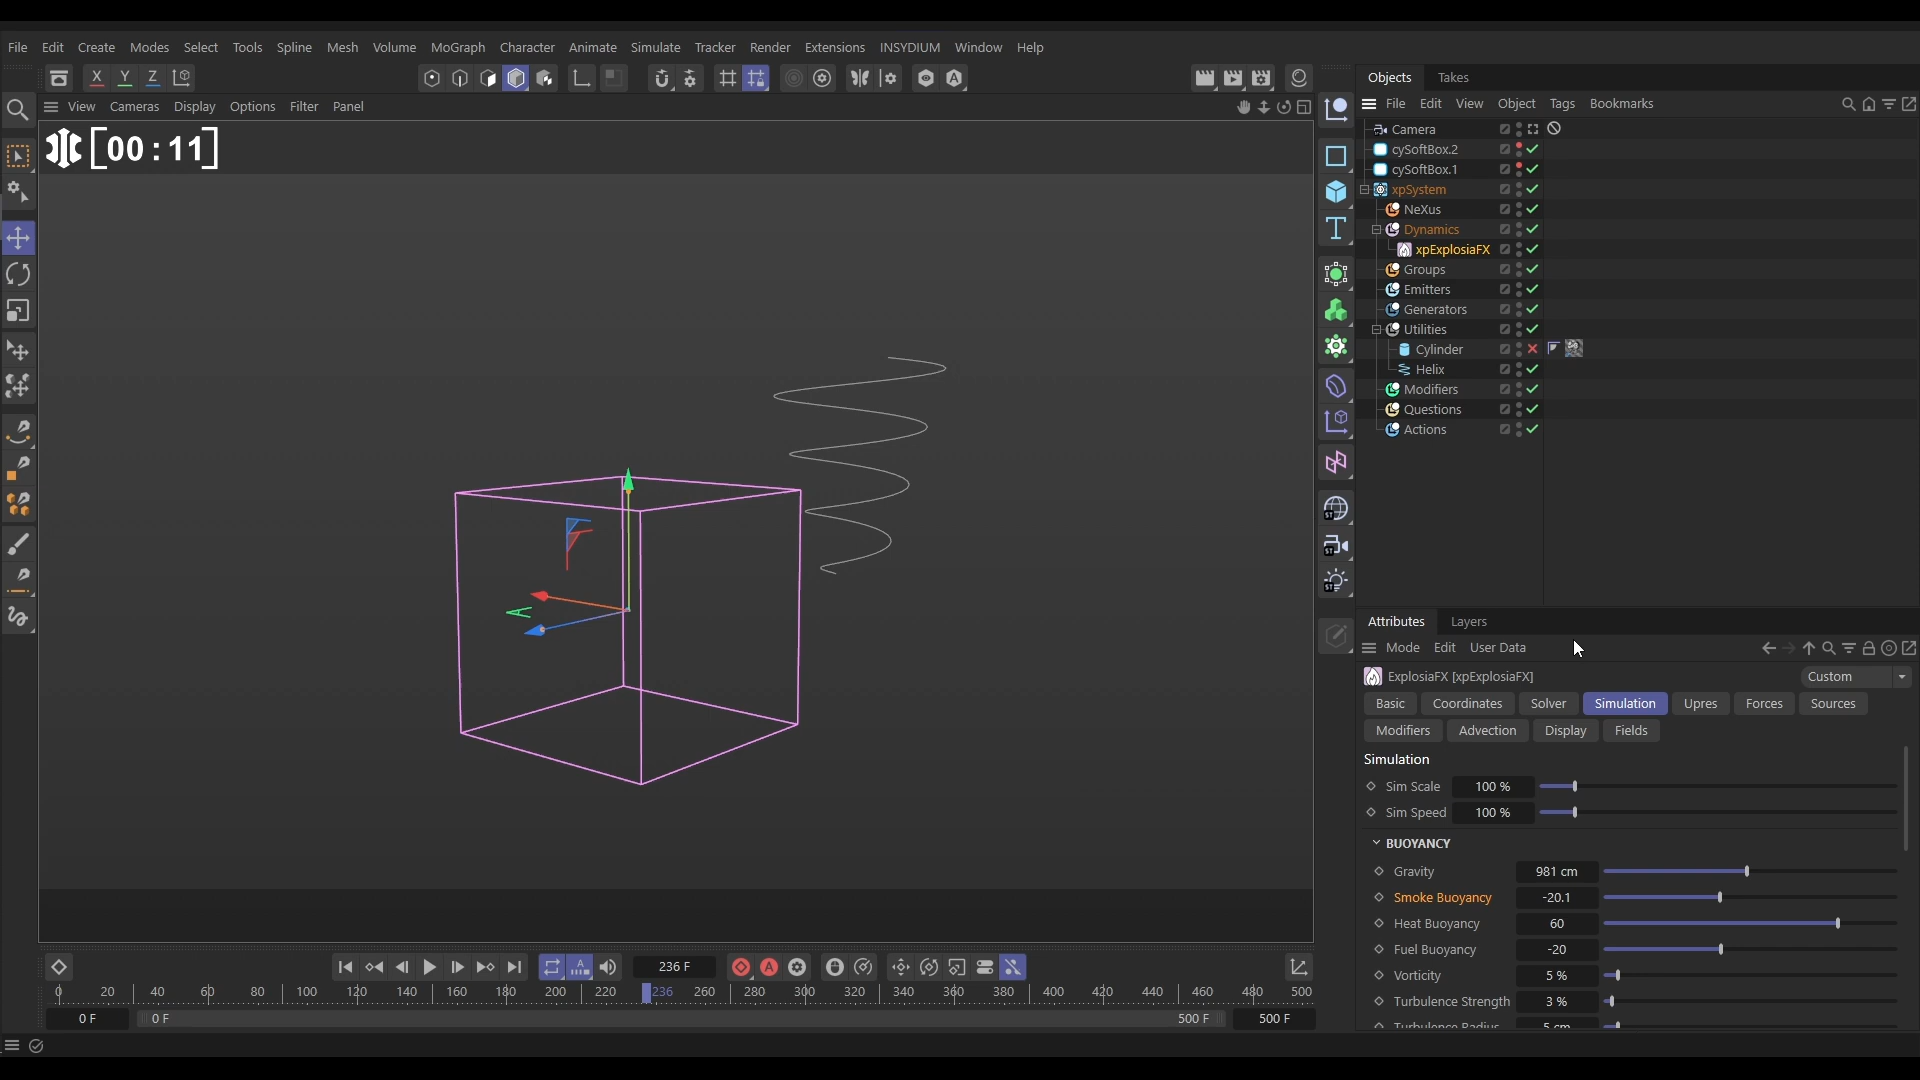 File Edit Create Modes Select Tools Spline Mesh Volume MoGraph Character Animate Simulate Tracker Render Extensions INSYDIUM Window Help
X Y Z
View Cameras Display Options Filter Panel
[00:11]
Objects Takes
File Edit View Object Tags Bookmarks
Camera
cySoftBox.2
cySoftBox.1
xpSystem
NeXus
Dynamics
xpExplosiaFX
Groups
Emitters
Generators
Utilities
Cylinder
Helix
Modifiers
Questions
Actions
Attributes Layers
Mode Edit User Data
ExplosiaFX [xpExplosiaFX] Custom
Basic Coordinates Solver Simulation Upres Forces Sources
Modifiers Advection Display Fields
Simulation
Sim Scale 100 %
Sim Speed 100 %
BUOYANCY
Gravity 981 cm
Smoke Buoyancy -20.1
Heat Buoyancy 60
Fuel Buoyancy -20
Vorticity 5 %
Turbulence Strength 3 %
Turbulence Radius 5 cm
236 F
0 20 40 60 80 100 120 140 160 180 200 220 236 260 280 300 320 340 360 380 400 420 440 460 480 500
0 F 0 F 500 F 500 F